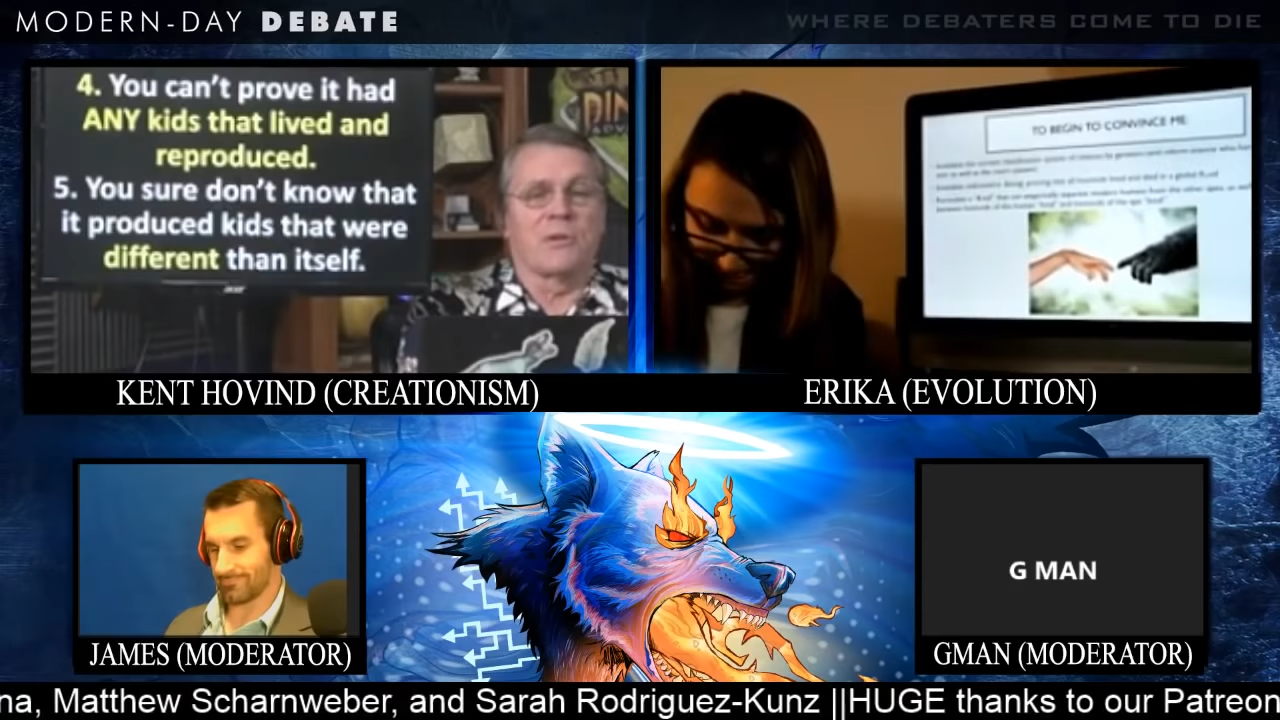 MODERN-DAY DEBATE
WHERE DEBATERS COME TO DIE
4. You can't prove it had
ANY kids that lived and
reproduced.
5. You sure don't know that
it produced kids that were
different than itself.
acer
TO BEGIN TO CONVINCE ME
KENT HOVIND (CREATIONISM)
ERIKA (EVOLUTION)
G MAN
JAMES (MODERATOR)
GMAN (MODERATOR)
na, Matthew Scharnweber, and Sarah Rodriguez-Kunz ||HUGE thanks to our Patreon